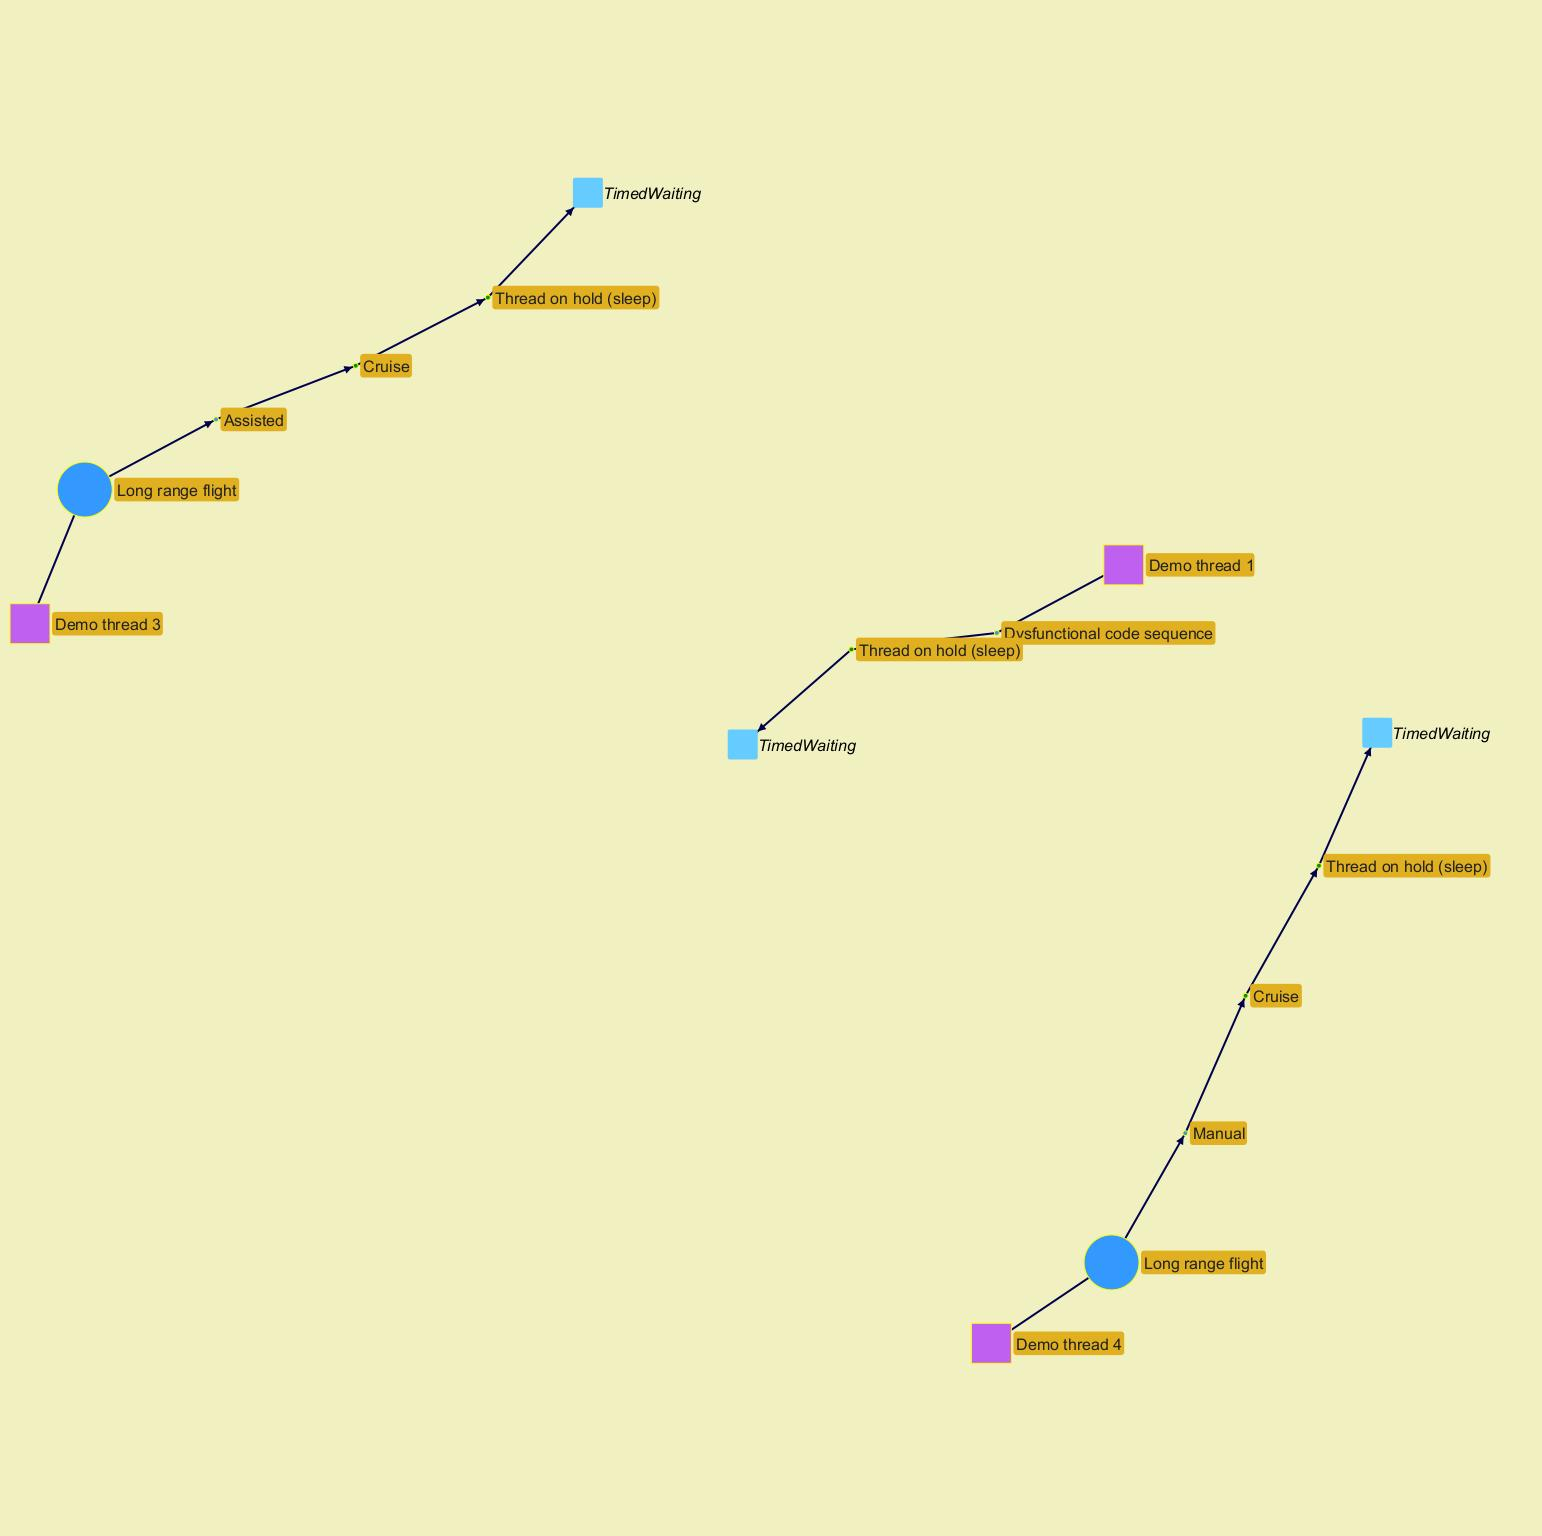 TimedWaiting
Thread on hold (sleep)
Cruise
Assisted
Long range flight
Demo thread 3
Demo thread 1
Dysfunctional code sequence
Thread on hold (sleep)
TimedWaiting
TimedWaiting
Thread on hold (sleep)
Cruise
Manual
Long range flight
Demo thread 4